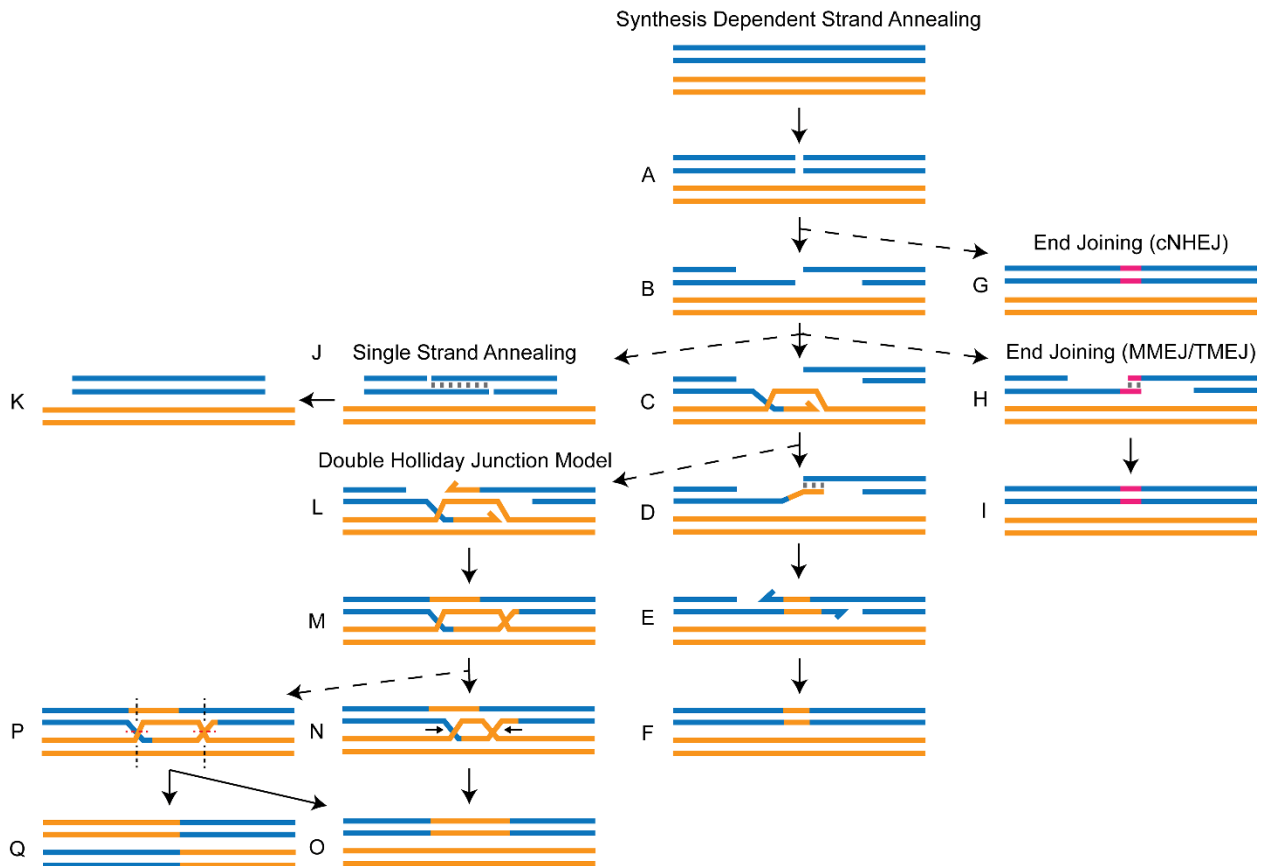 Synthesis Dependent Strand Annealing
A
End Joining (cNHEJ)
B
G
J
Single Strand Annealing
End Joining (MMEJ/TMEJ)
K
C
H
Double Holliday Junction Model
L
D
I
M
E
P
N
F
Q
O